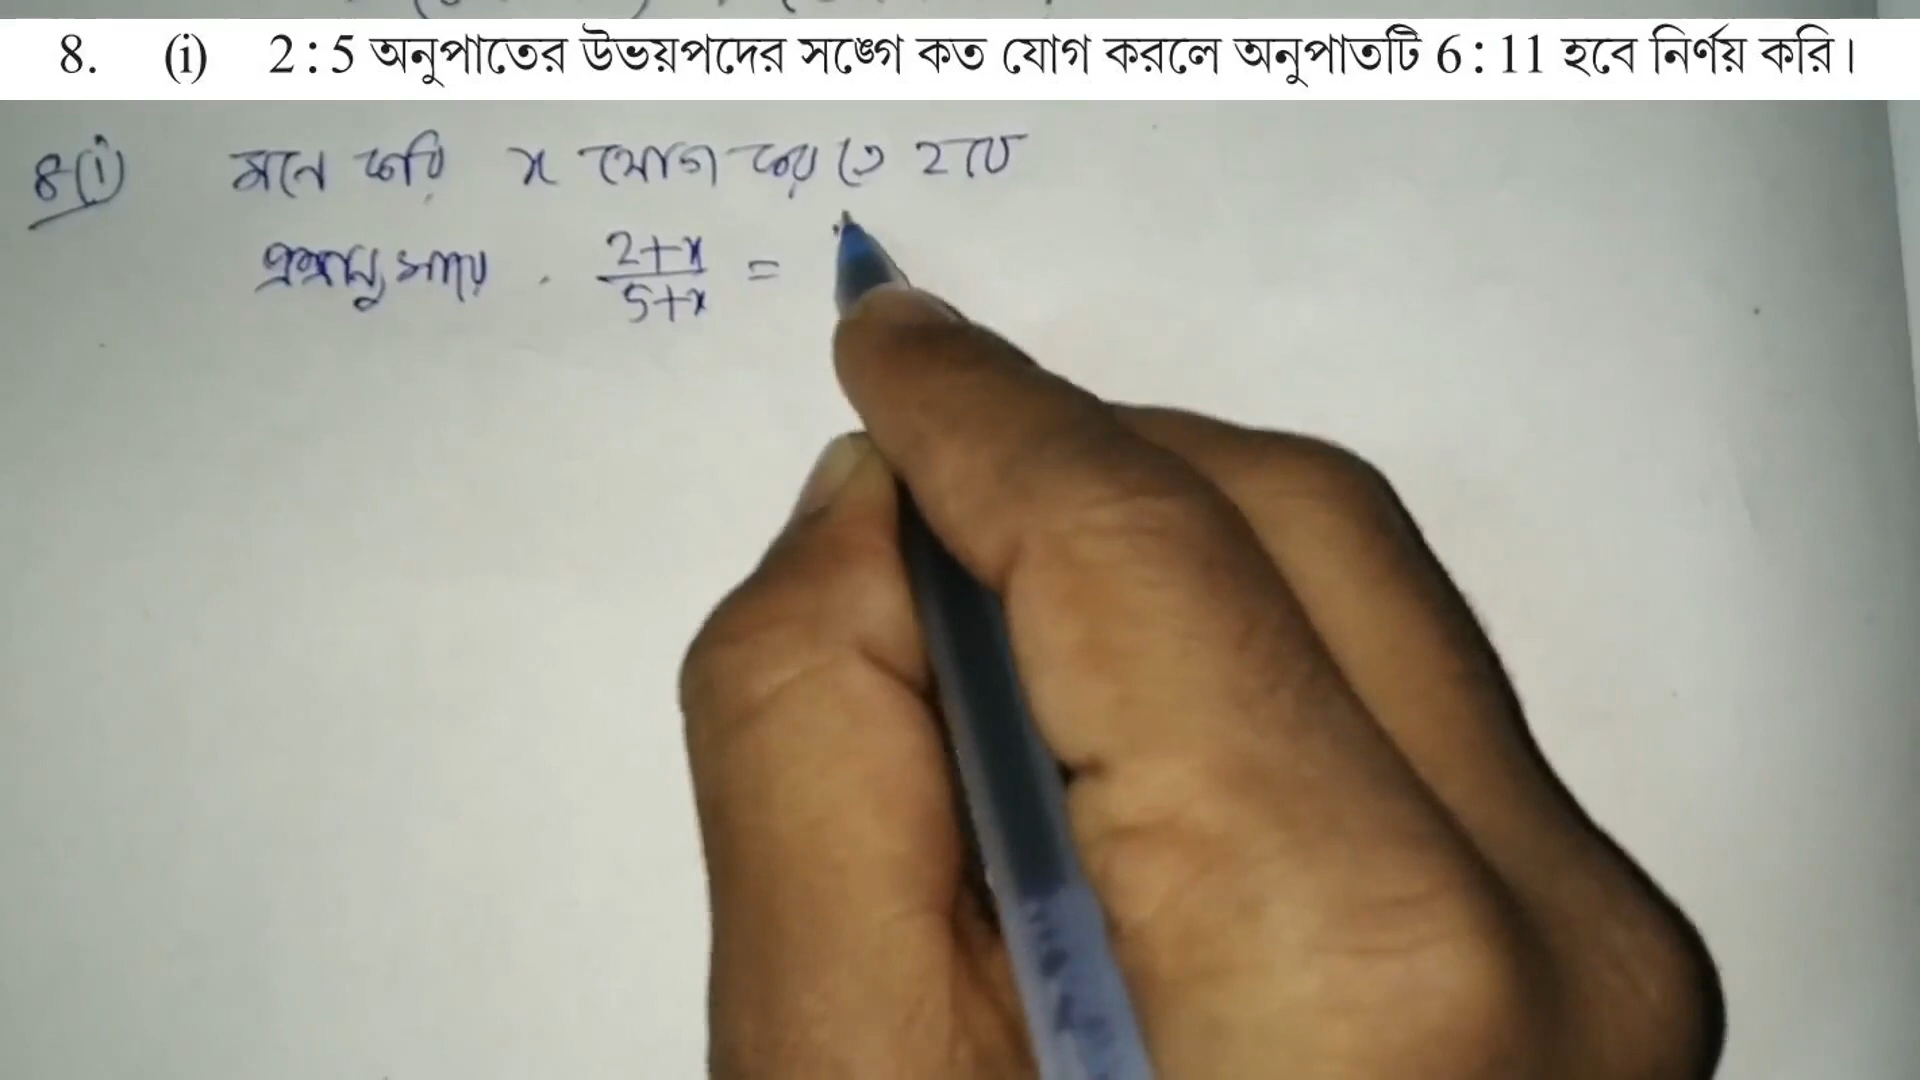 8. (i) 2 : 5 অনুপাতের উভয়পদের সঙ্গে কত যোগ করলে অনুপাতটি 6 : 11 হবে নির্ণয় করি।
8(i) মনে করি x যোগ করতে হবে
প্রশ্নানুসারে . 2+x / 5+x =